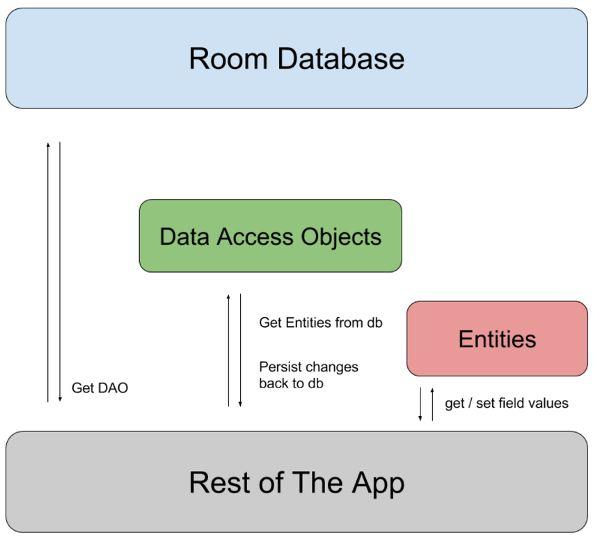 Room Database
Data Access Objects
Get Entities from db
Persist changes
back to db
Entities
Get DAO
get / set field values
Rest of The App